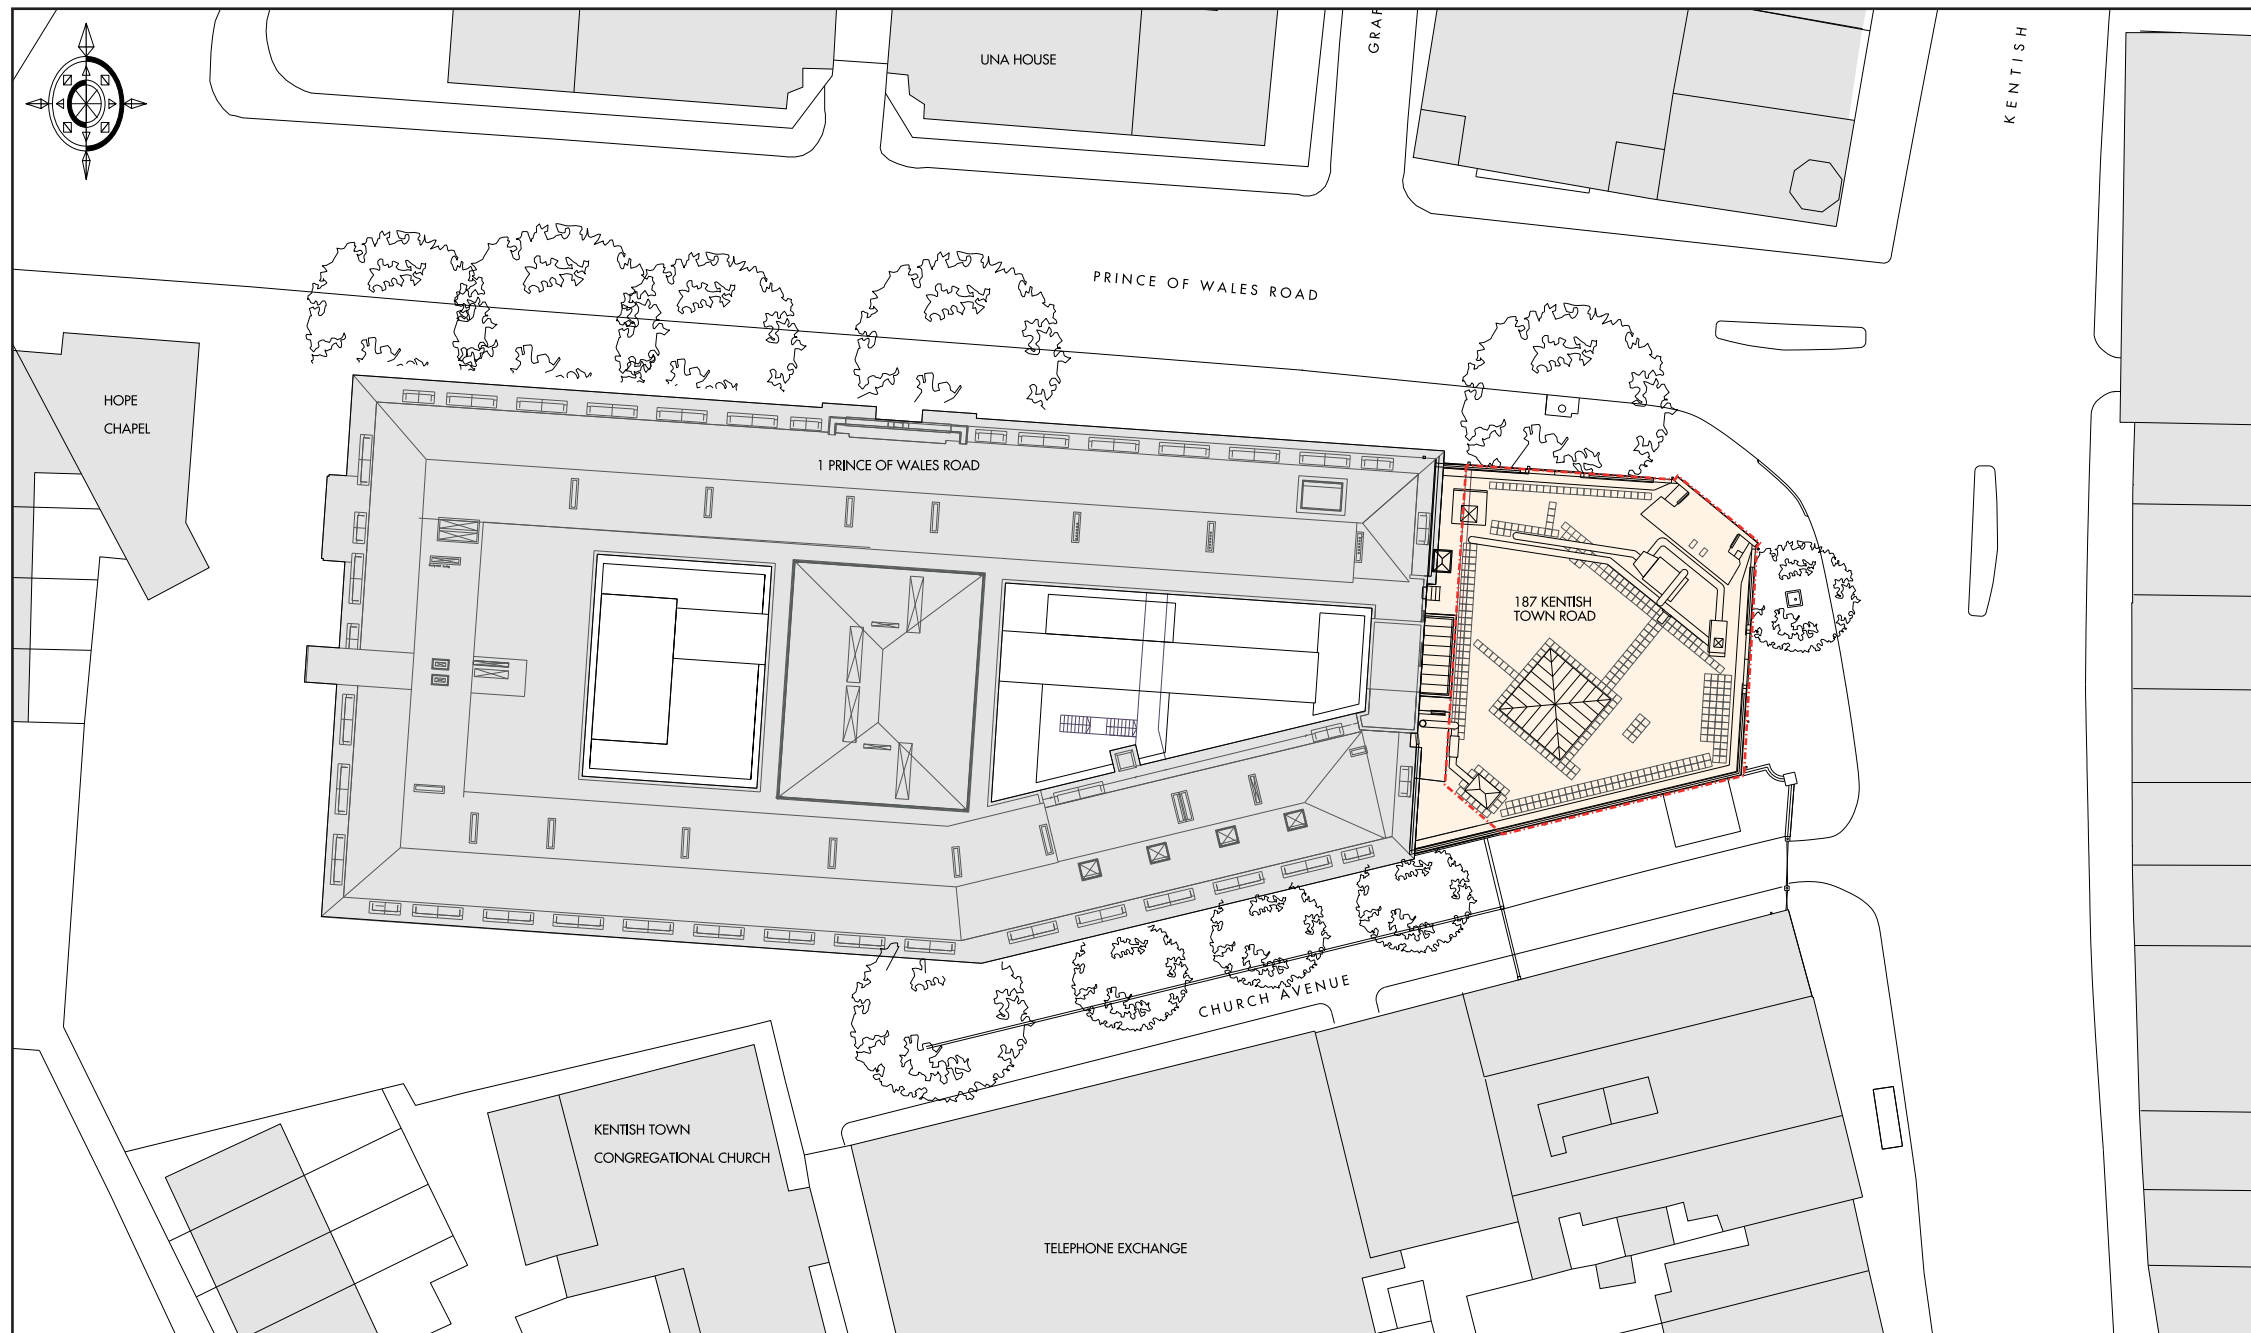 UNA HOUSE
KENTISH
PRINCE OF WALES ROAD
HOPE
CHAPEL
1 PRINCE OF WALES ROAD
187 KENTISH
TOWN ROAD
CHURCH AVENUE
KENTISH TOWN
CONGREGATIONAL CHURCH
TELEPHONE EXCHANGE